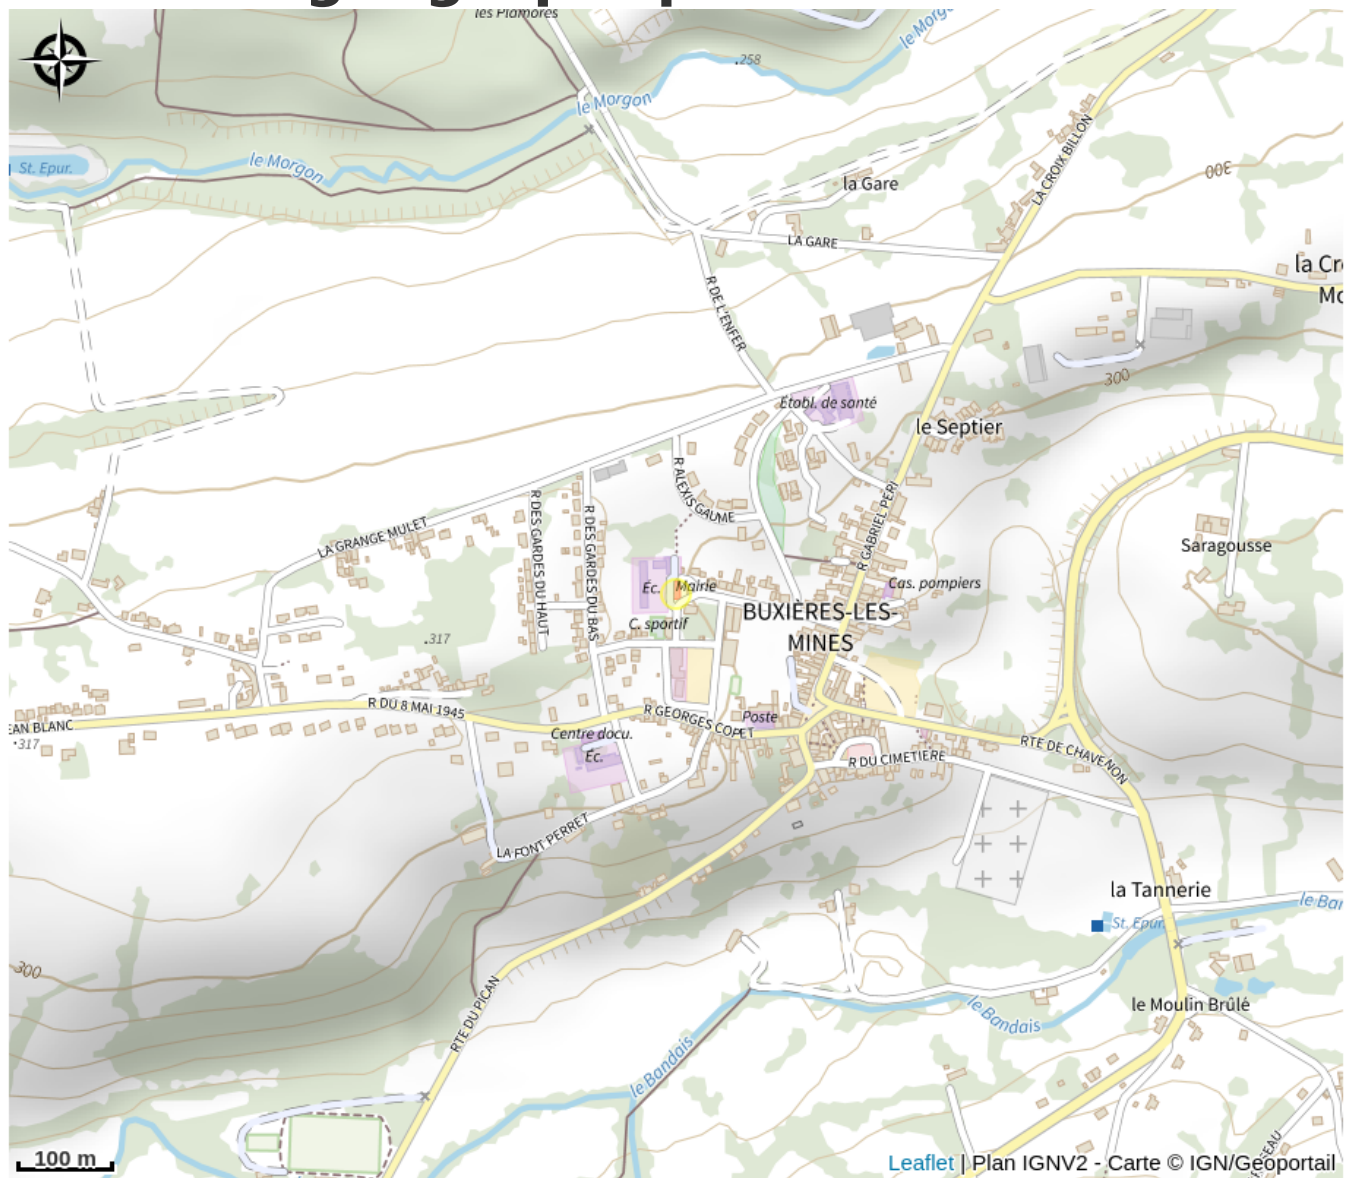 les Plamores
le Morgon
.258
le Morgon
le Morgon
St. Epur.
LA CROIX BILLON
300
la Gare
LA GARE
la Cr
Mo
R DE L'ENFER
300
Établ. de santé
le Septier
R ALEXIS GAUME
R GABRIEL PÉRI
R DES GARDES DU HAUT
R DES GARDES DU BAS
LA GRANGE MULET
Saragousse
Éc.
Mairie
Cas. pompiers
C. sportif
BUXIÈRES-LES-
MINES
.317
R DU 8 MAI 1945
R GEORGES COPET
Poste
EAN BLANC
.317
Centre docu.
Éc.
R DU CIMETIÈRE
RTE DE CHAVENON
LA FONT PERRET
la Tannerie
St. Epur.
le Ban
300
RTE DU PICAN
le Bandais
le Moulin Brûlé
le Bandais
EAU
100 m
Leaflet | Plan IGNV2 - Carte © IGN/Geoportail